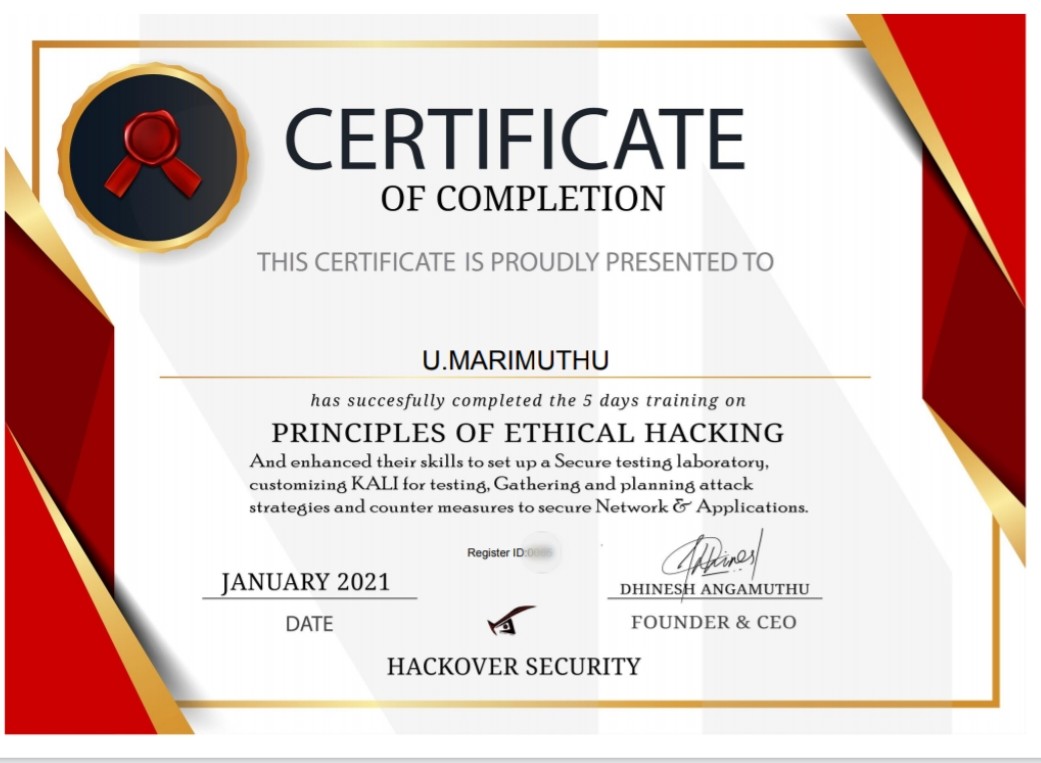 CERTIFICATE
OF COMPLETION
THIS CERTIFICATE IS PROUDLY PRESENTED TO
U.MARIMUTHU
has succesfully completed the 5 days training on
PRINCIPLES OF ETHICAL HACKING
And enhanced their skills to set up a Secure testing laboratory,
customizing KALI for testing, Gathering and planning attack
strategies and counter measures to secure Network & Applications.
Register ID:
JANUARY 2021
DATE
DHINESH ANGAMUTHU
FOUNDER & CEO
HACKOVER SECURITY